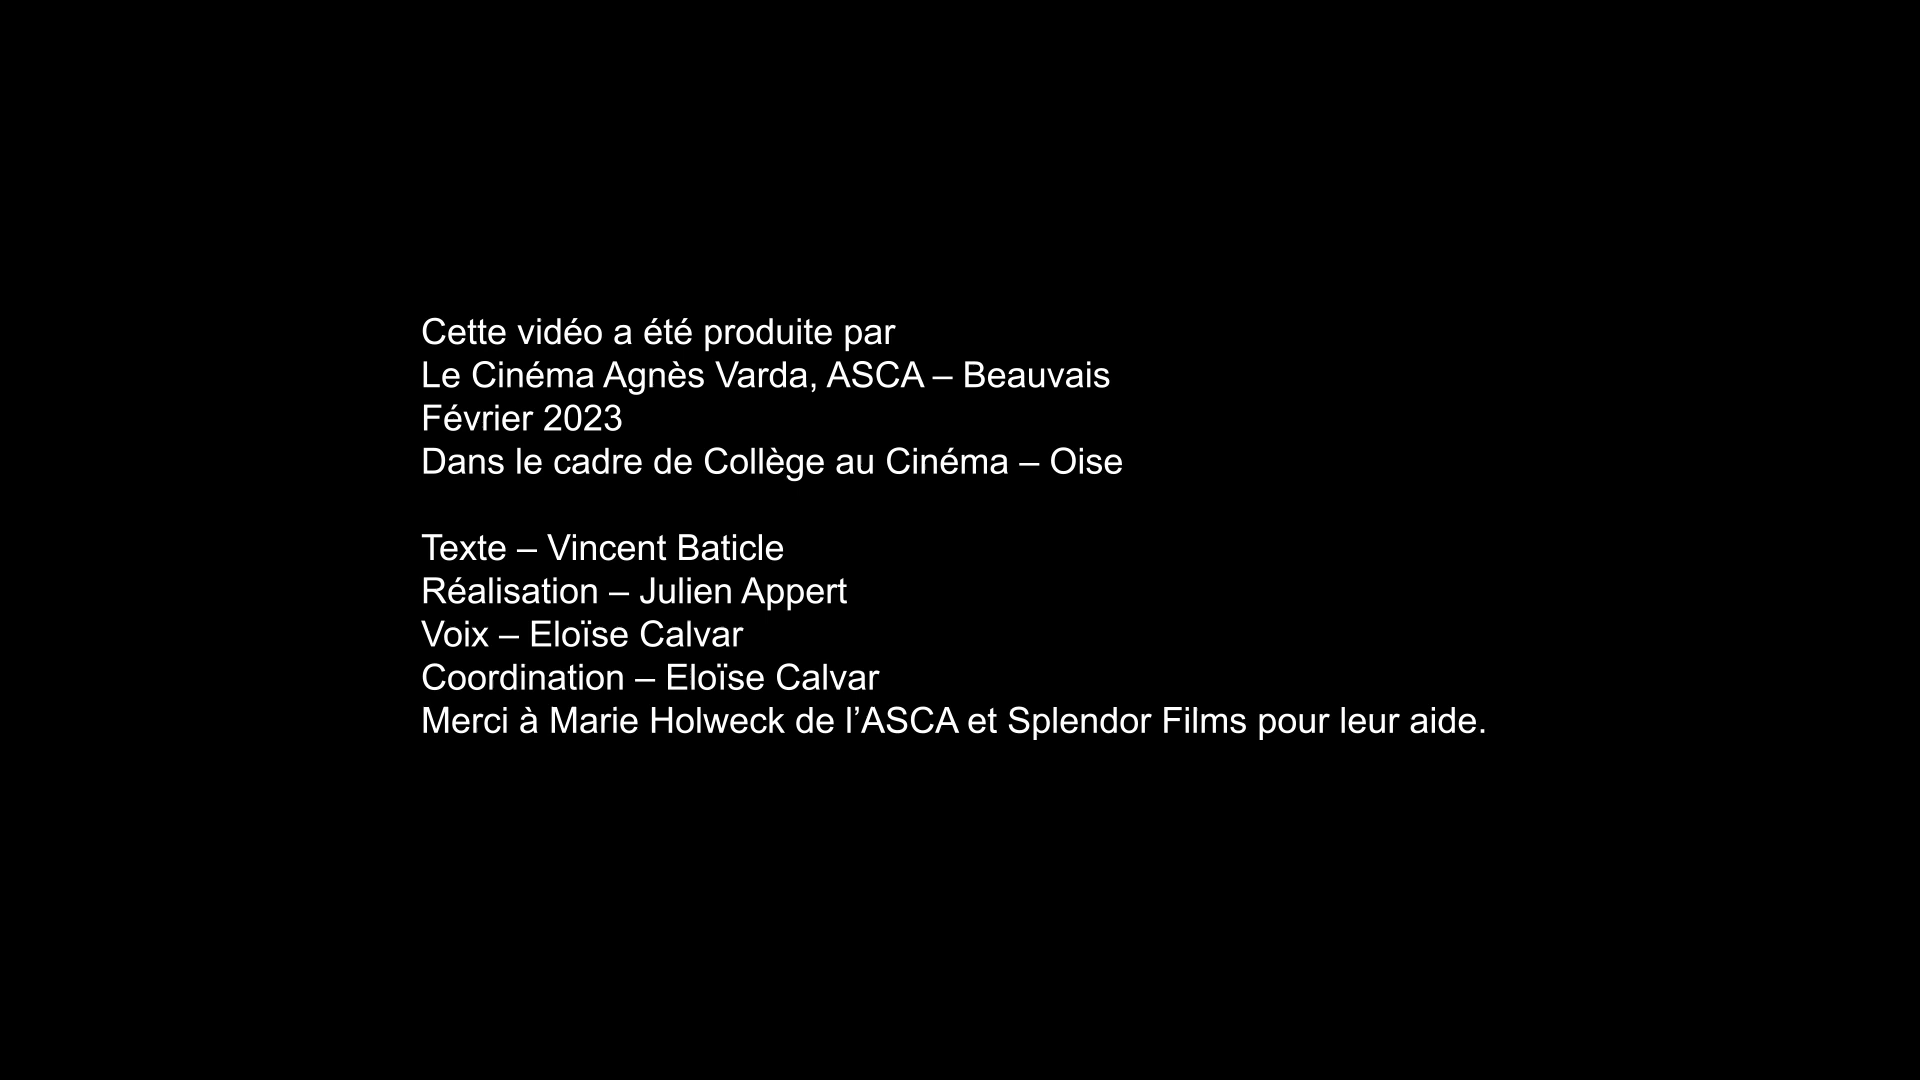 Cette vidéo a été produite par
Le Cinéma Agnès Varda, ASCA – Beauvais
Février 2023
Dans le cadre de Collège au Cinéma – Oise
Texte – Vincent Baticle
Réalisation – Julien Appert
Voix – Eloïse Calvar
Coordination – Eloïse Calvar
Merci à Marie Holweck de l’ASCA et Splendor Films pour leur aide.